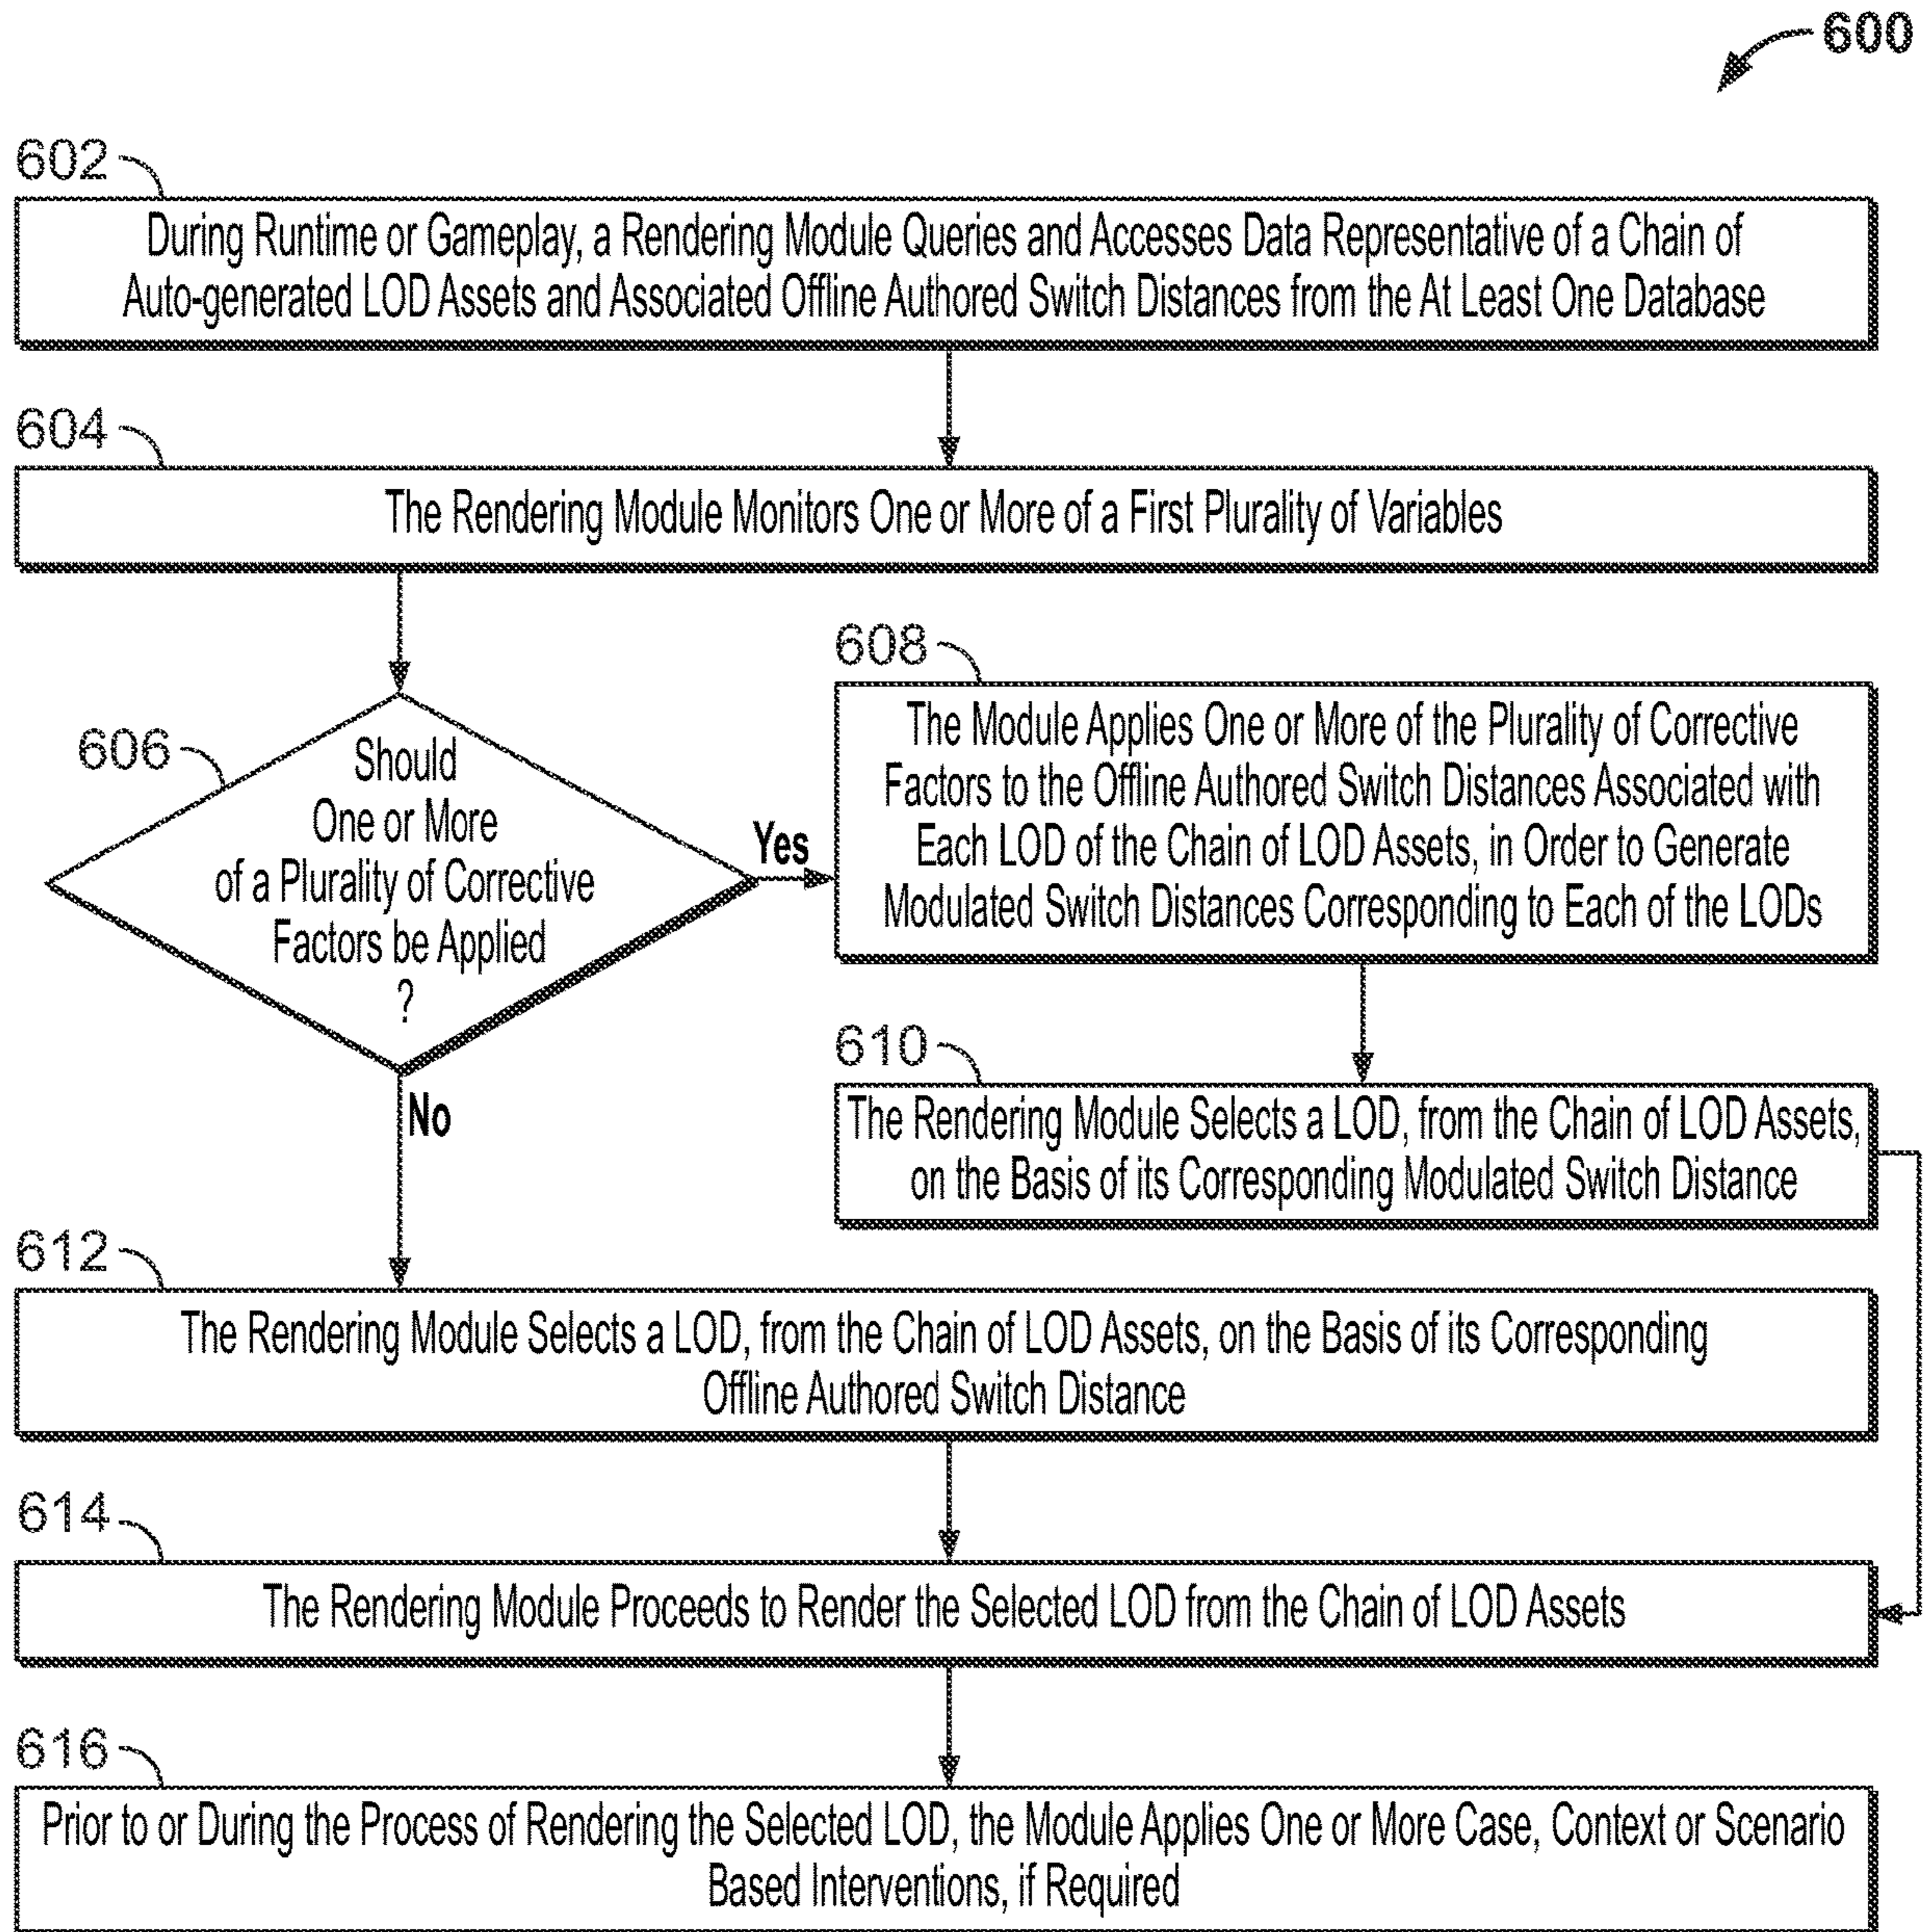 600
602
During Runtime or Gameplay, a Rendering Module Queries and Accesses Data Representative of a Chain of
Auto-generated LOD Assets and Associated Offline Authored Switch Distances from the At Least One Database
604
The Rendering Module Monitors One or More of a First Plurality of Variables
606
Should
One or More
of a Plurality of Corrective
Factors be Applied
?
Yes
608
The Module Applies One or More of the Plurality of Corrective
Factors to the Offline Authored Switch Distances Associated with
Each LOD of the Chain of LOD Assets, in Order to Generate
Modulated Switch Distances Corresponding to Each of the LODs
610
The Rendering Module Selects a LOD, from the Chain of LOD Assets,
on the Basis of its Corresponding Modulated Switch Distance
No
612
The Rendering Module Selects a LOD, from the Chain of LOD Assets, on the Basis of its Corresponding
Offline Authored Switch Distance
614
The Rendering Module Proceeds to Render the Selected LOD from the Chain of LOD Assets
616
Prior to or During the Process of Rendering the Selected LOD, the Module Applies One or More Case, Context or Scenario
Based Interventions, if Required